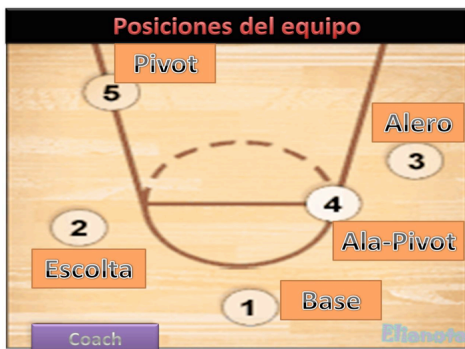 Posiciones del equipo
Pivot
5
Alero
3
4
2
Ala-Pivot
Escolta
Base
1
Coach